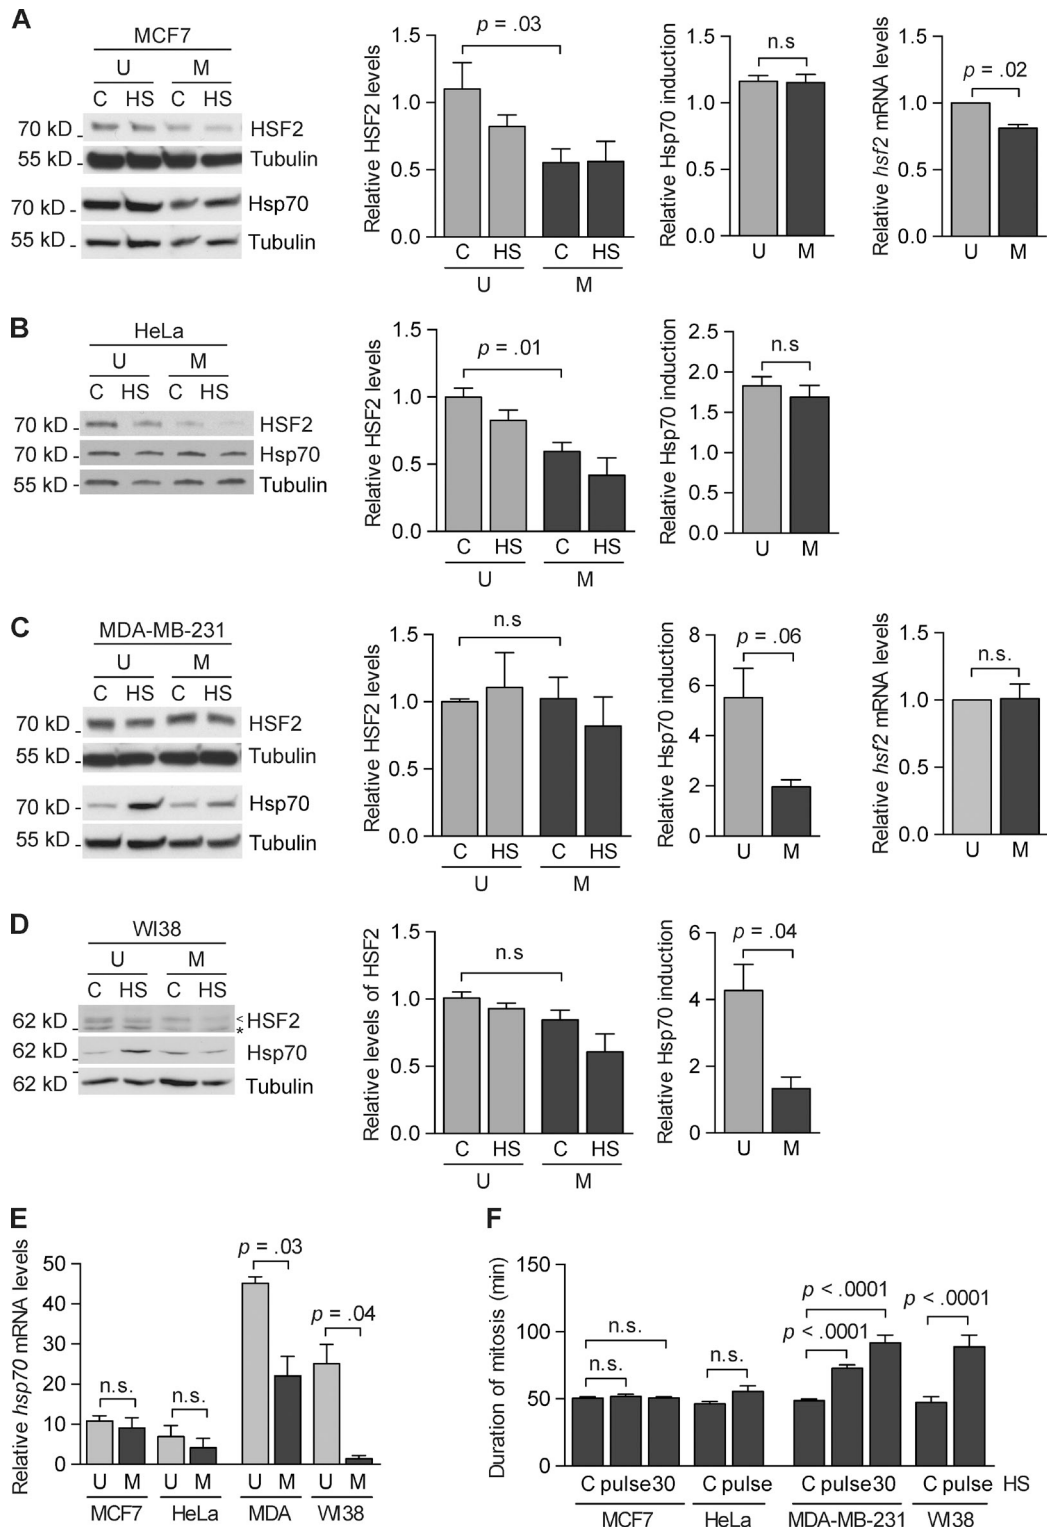 A
MCF7
U M
C HS C HS
70 kD HSF2
55 kD Tubulin
70 kD Hsp70
55 kD Tubulin
Relative HSF2 levels
1.5
1.0
0.5
0.0
p = .03
C HS C HS
U M
Relative Hsp70 induction
1.5
1.0
0.5
0.0
n.s
U M
Relative hsf2 mRNA levels
1.5
1.0
0.5
0.0
p = .02
U M
B
HeLa
U M
C HS C HS
70 kD HSF2
70 kD Hsp70
55 kD Tubulin
Relative HSF2 levels
1.5
1.0
0.5
0.0
p = .01
C HS C HS
U M
Relative Hsp70 induction
2.5
2.0
1.5
1.0
0.5
0.0
n.s
U M
C
MDA-MB-231
U M
C HS C HS
70 kD HSF2
55 kD Tubulin
70 kD Hsp70
55 kD Tubulin
Relative HSF2 levels
1.5
1.0
0.5
0.0
n.s
C HS C HS
U M
Relative Hsp70 induction
8
6
4
2
0
p = .06
U M
Relative hsf2 mRNA levels
1.5
1.0
0.5
0.0
n.s.
U M
D
WI38
U M
C HS C HS
62 kD < HSF2
*
62 kD Hsp70
62 kD Tubulin
Relative levels of HSF2
1.5
1.0
0.5
0.0
n.s
C HS C HS
U M
Relative Hsp70 induction
6
4
2
0
p = .04
U M
E
Relative hsp70 mRNA levels
50
40
30
20
10
0
n.s. n.s. p = .03 p = .04
U M U M U M U M
MCF7 HeLa MDA WI38
F
Duration of mitosis (min)
150
100
50
0
n.s.
n.s.
n.s.
p < .0001
p < .0001
p < .0001
C pulse30 C pulse C pulse30 C pulse HS
MCF7 HeLa MDA-MB-231 WI38